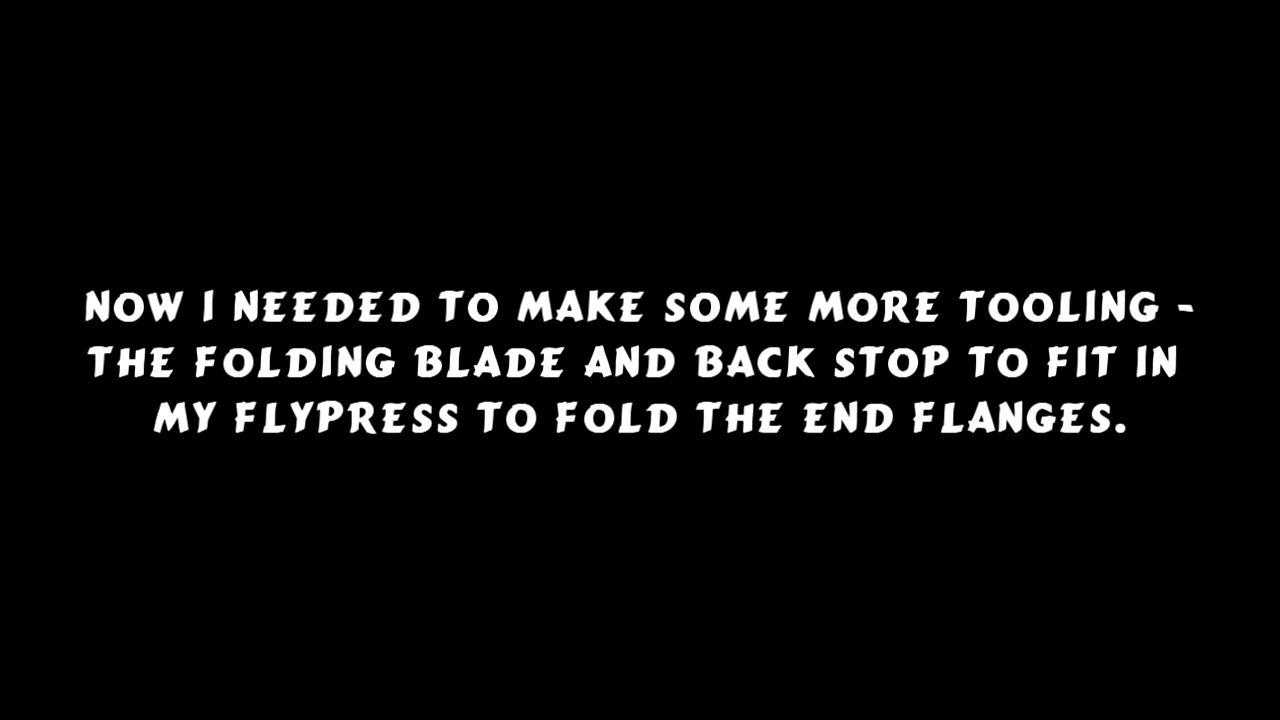 NOW I NEEDED TO MAKE SOME MORE TOOLING -
THE FOLDING BLADE AND BACK STOP TO FIT IN
MY FLYPRESS TO FOLD THE END FLANGES.